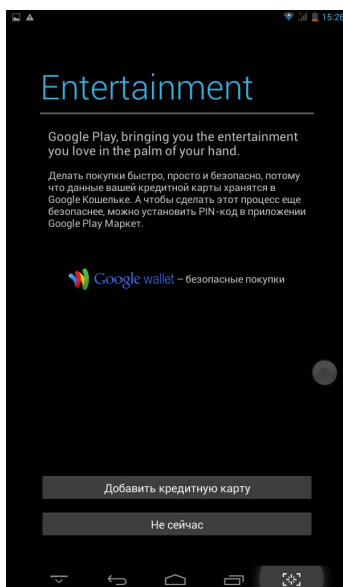 15:26
Entertainment
Google Play, bringing you the entertainment
you love in the palm of your hand.
Делать покупки быстро, просто и безопасно, потому
что данные вашей кредитной карты хранятся в
Google Кошельке. А чтобы сделать этот процесс еще
безопаснее, можно установить PIN-код в приложении
Google Play Маркет.
Google wallet – безопасные покупки
Добавить кредитную карту
Не сейчас